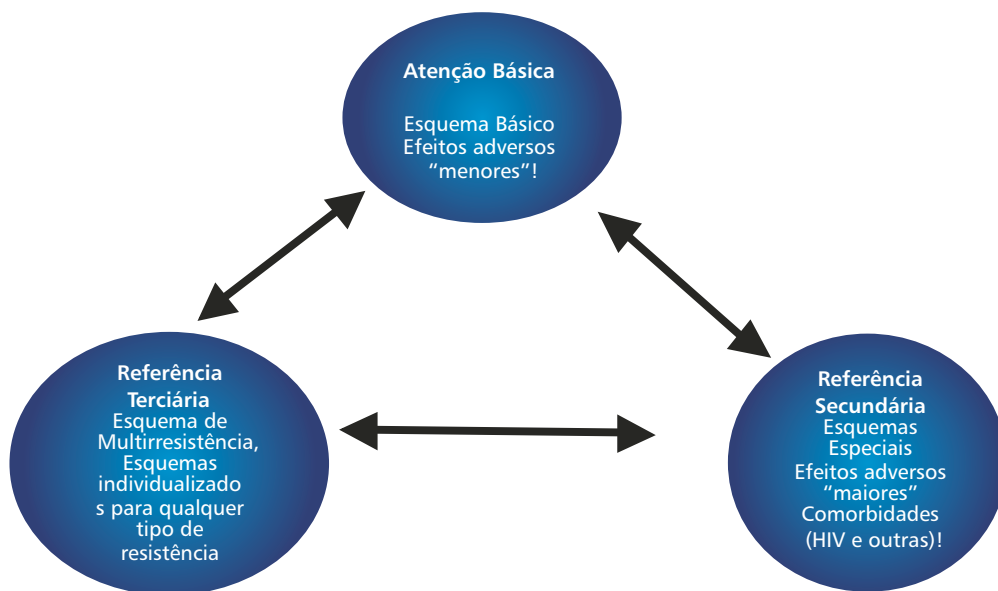 Atenção Básica
Esquema Básico
Efeitos adversos
“menores”!
Referência
Terciária
Esquema de
Multirresistência,
Esquemas
individualizado
s para qualquer
tipo de
resistência
Referência
Secundária
Esquemas
Especiais
Efeitos adversos
“maiores”
Comorbidades
(HIV e outras)!